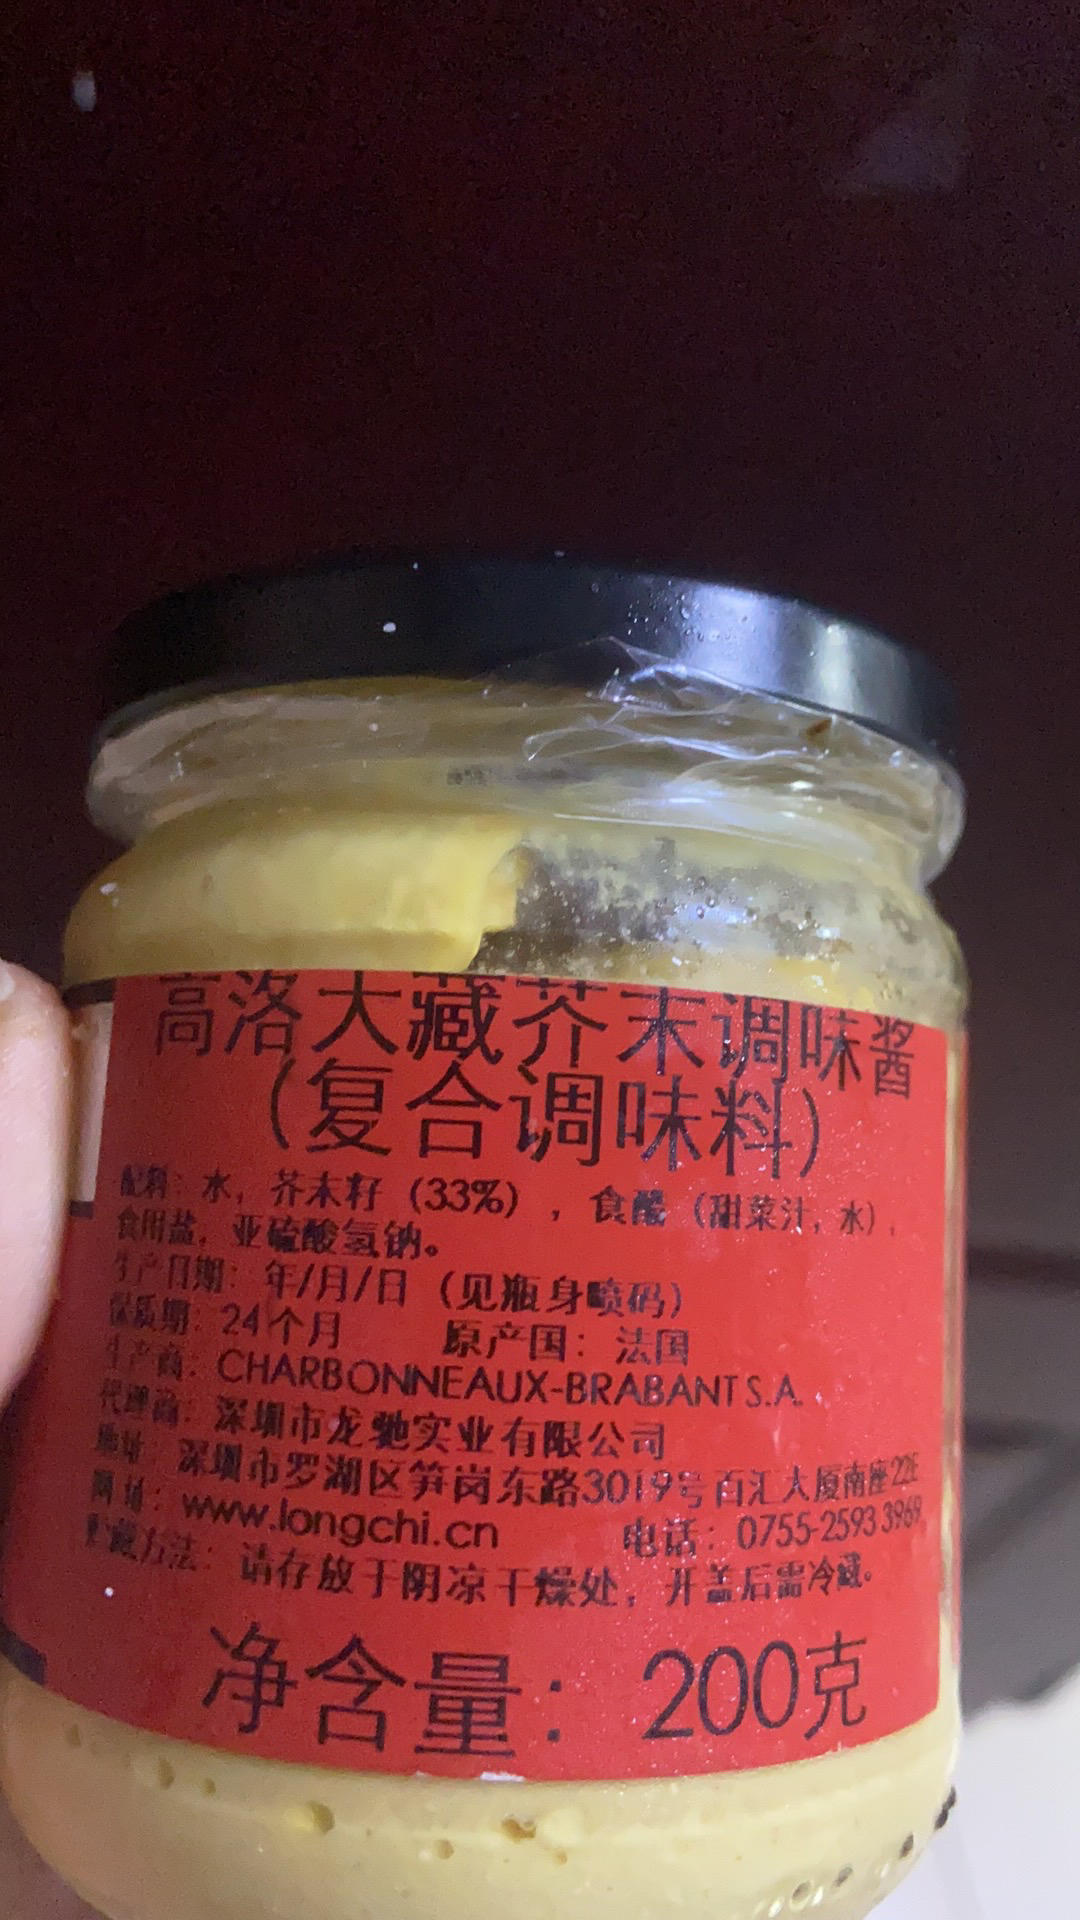 高洛大藏芥末调味酱
(复合调味料)
配料: 水, 芥末籽 (33%) , 食醋 (甜菜汁, 水) ,
食用盐, 亚硫酸氢钠。
生产日期: 年/月/日 (见瓶身喷码)
保质期: 24个月 原产国: 法国
生产商: CHARBONNEAUX-BRABANT S.A.
代理商: 深圳市龙驰实业有限公司
地址: 深圳市罗湖区笋岗东路3019号百汇大厦南座22E
网址: www.longchi.cn 电话: 0755-2593 3969
贮藏方法: 请存放于阴凉干燥处, 开盖后需冷藏。
净含量: 200克